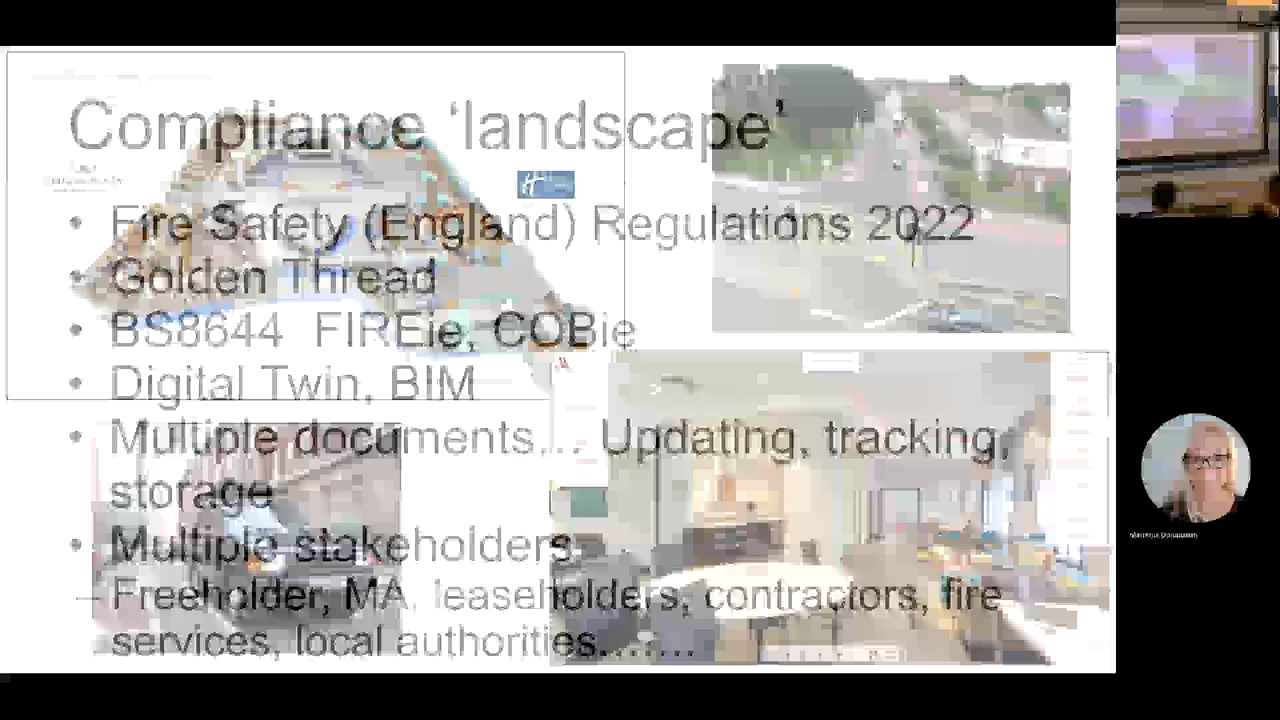 Compliance ‘landscape’
• Fire Safety (England) Regulations 2022
• Golden Thread
• BS8644 FIREie, COBie
• Digital Twin, BIM
• Multiple documents.... Updating, tracking,
storage
• Multiple stakeholders
– Freeholder, MA, leaseholders, contractors, fire
services, local authorities........